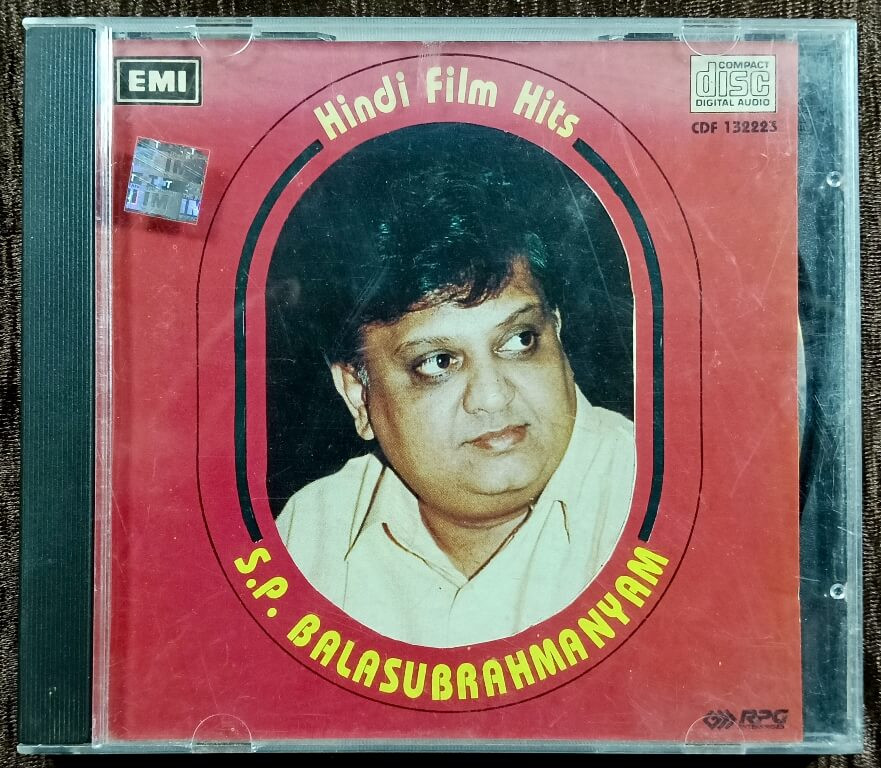 EMI
Hindi Film Hits
COMPACT
disc
DIGITAL AUDIO
CDF 132223
S.P. BALASUBRAHMANYAM
RPG